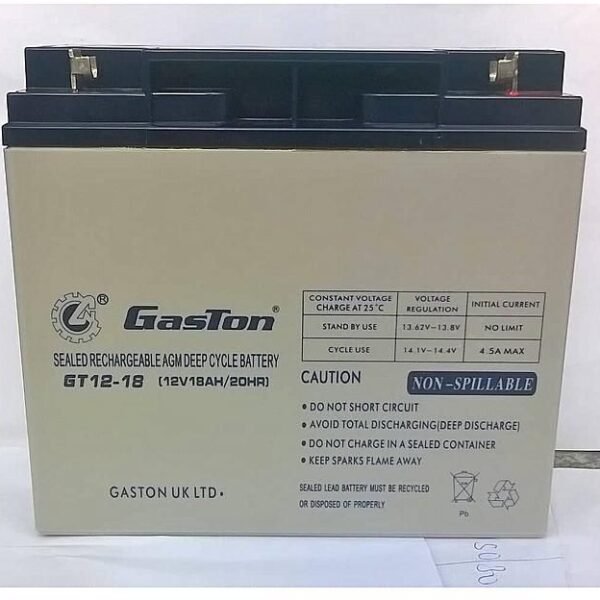 GasTon®
SEALED RECHARGEABLE AGM DEEP CYCLE BATTERY
GT12-18 (12V18AH/20HR)
GASTON UK LTD.
CONSTANT VOLTAGE CHARGE AT 25°C VOLTAGE REGULATION INITIAL CURRENT
STAND BY USE 13.62V-13.8V NO LIMIT
CYCLE USE 14.1V-14.4V 4.5A MAX
CAUTION NON-SPILLABLE
• DO NOT SHORT CIRCUIT
• AVOID TOTAL DISCHARGING(DEEP DISCHARGE)
• DO NOT CHARGE IN A SEALED CONTAINER
• KEEP SPARKS FLAME AWAY
SEALED LEAD BATTERY MUST BE RECYCLED
OR DISPOSED OF PROPERLY
Pb